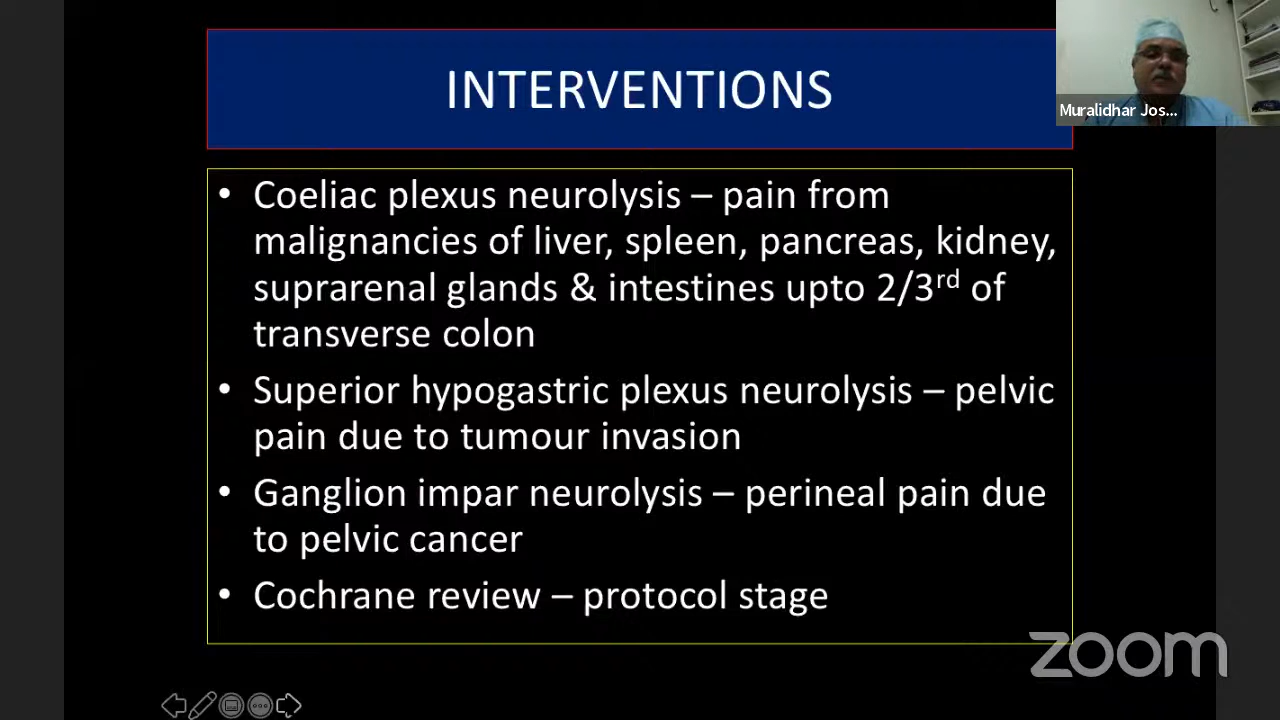 INTERVENTIONS
Muralidhar Jos...
• Coeliac plexus neurolysis – pain from
malignancies of liver, spleen, pancreas, kidney,
suprarenal glands & intestines upto 2/3rd of
transverse colon
• Superior hypogastric plexus neurolysis – pelvic
pain due to tumour invasion
• Ganglion impar neurolysis – perineal pain due
to pelvic cancer
• Cochrane review – protocol stage
zoom